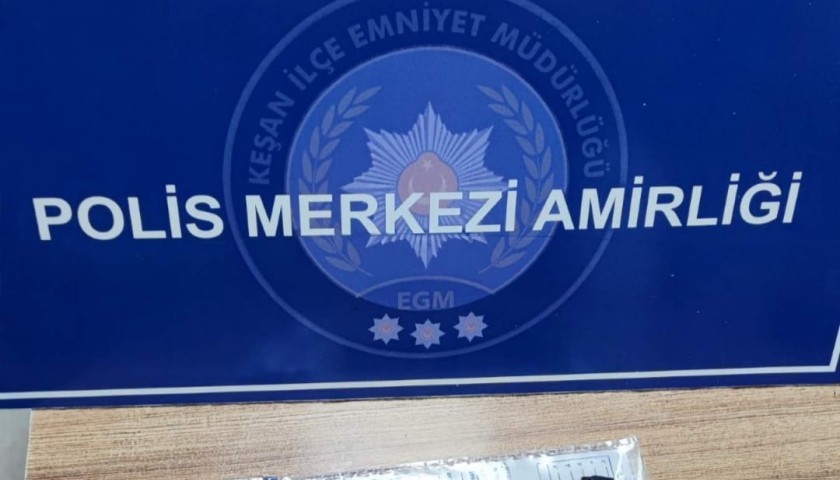 KEŞAN İLÇE EMNİYET MÜDÜRLÜĞÜ
POLİS MERKEZİ AMİRLİĞİ
EGM